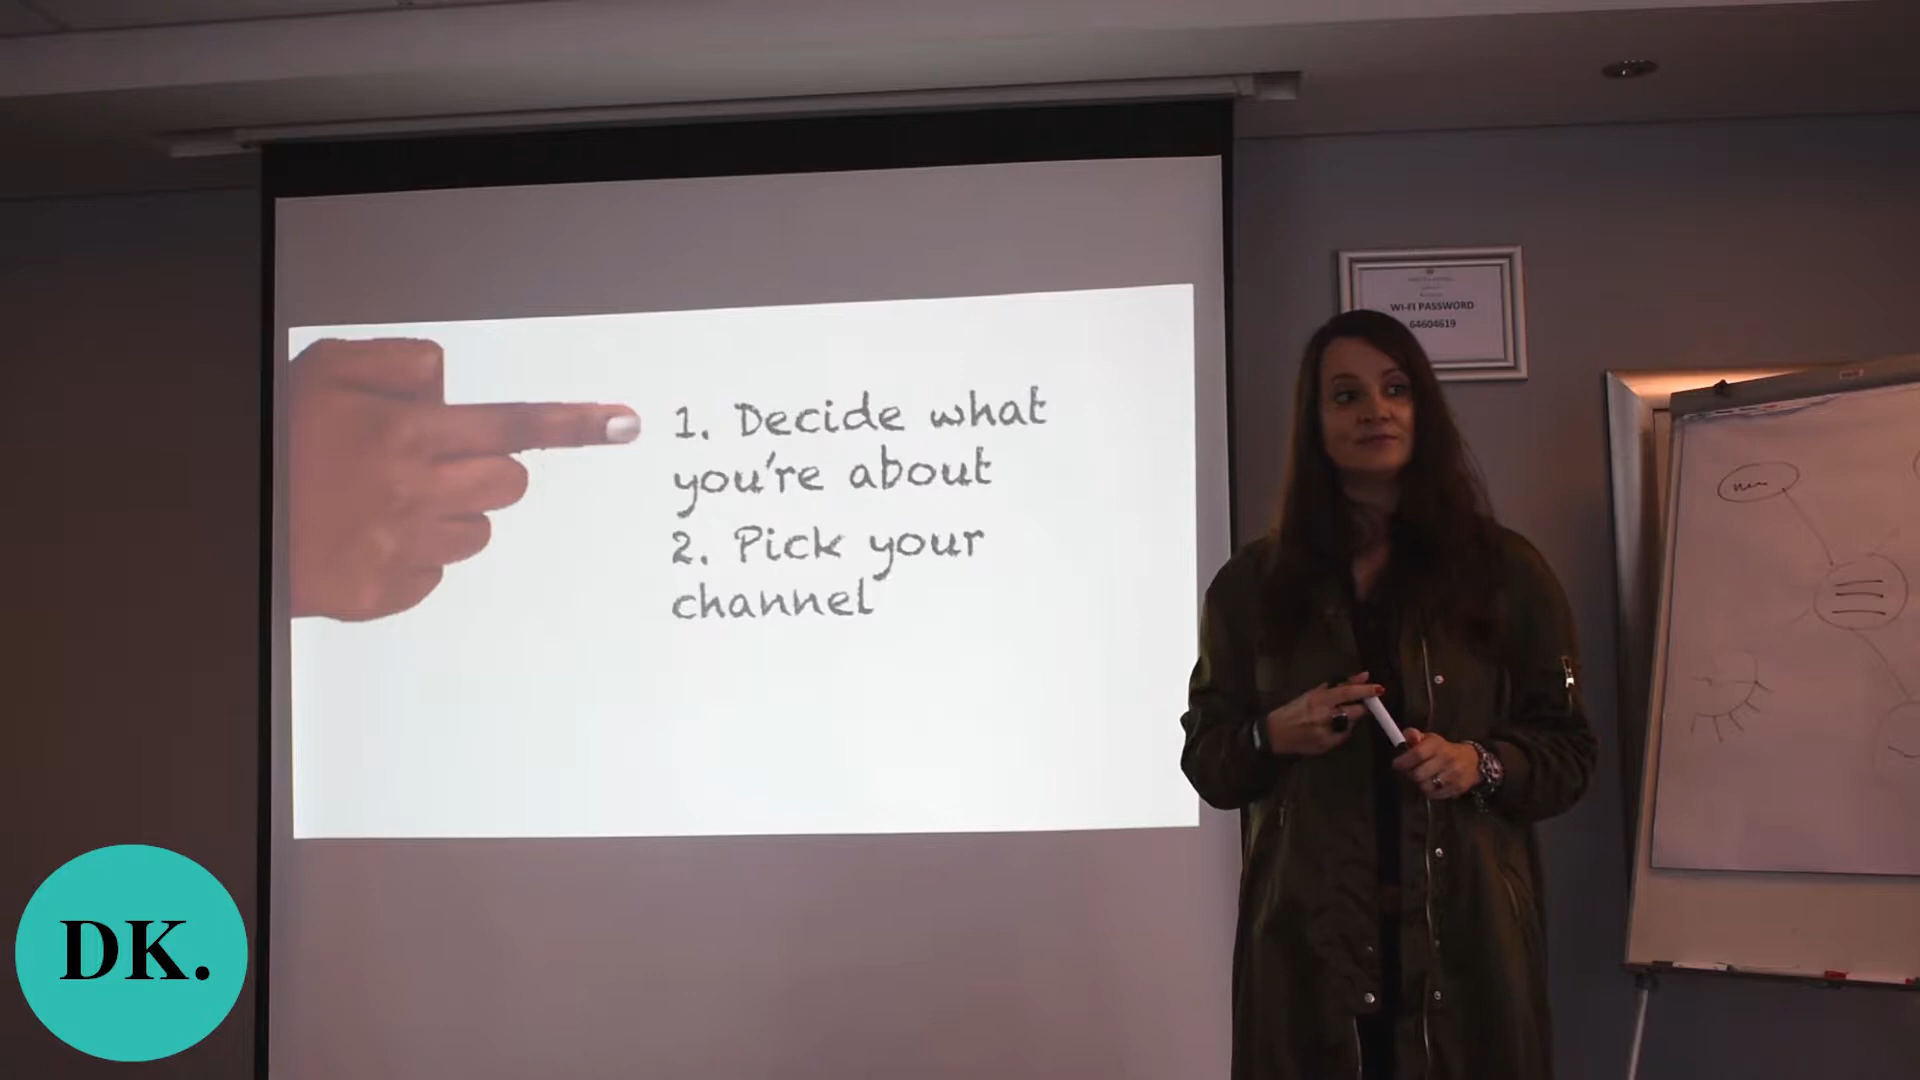 1. Decide what
you're about
2. Pick your
channel
WI-FI PASSWORD
64604619
DK.